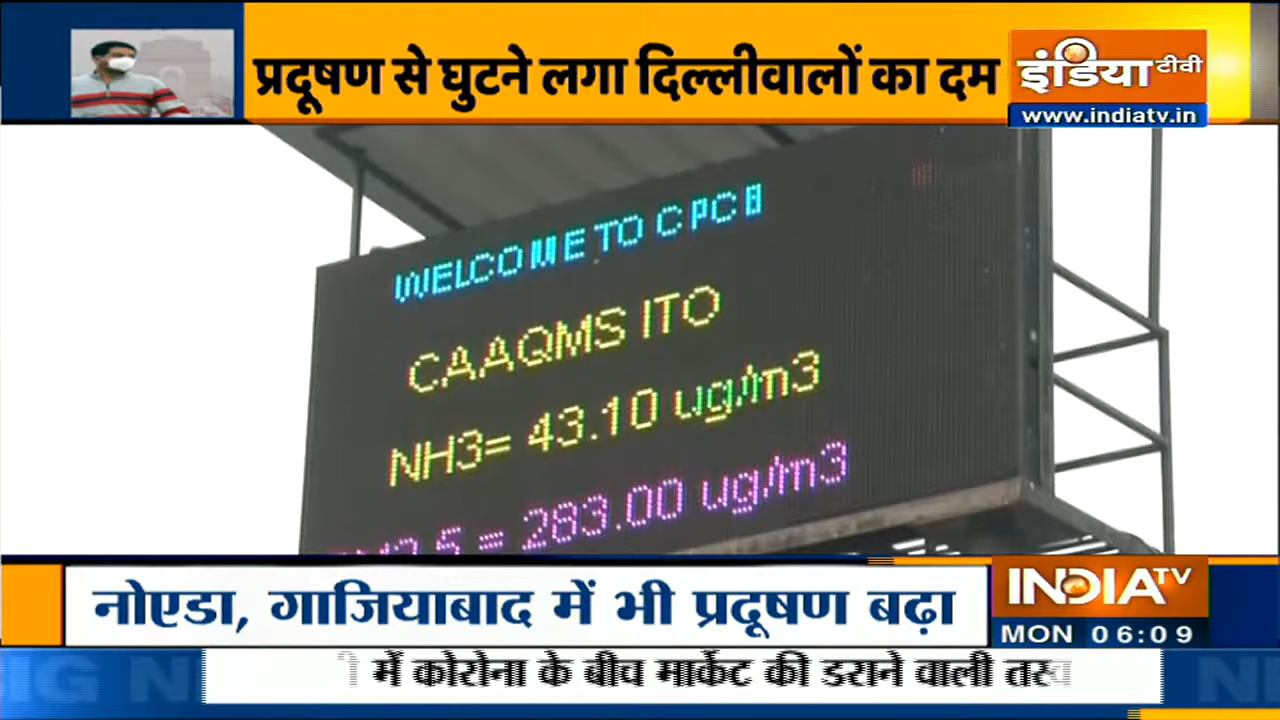 प्रदूषण से घुटने लगा दिल्लीवालों का दम
इंडिया टीवी
www.indiatv.in
WELCOME TO CPCB
CAAQMS ITO
NH3= 43.10 ug/m3
= 283.00 ug/m3
नोएडा, गाजियाबाद में भी प्रदूषण बढ़ा
INDIA TV
MON 06:09
में कोरोना के बीच मार्केट की डराने वाली